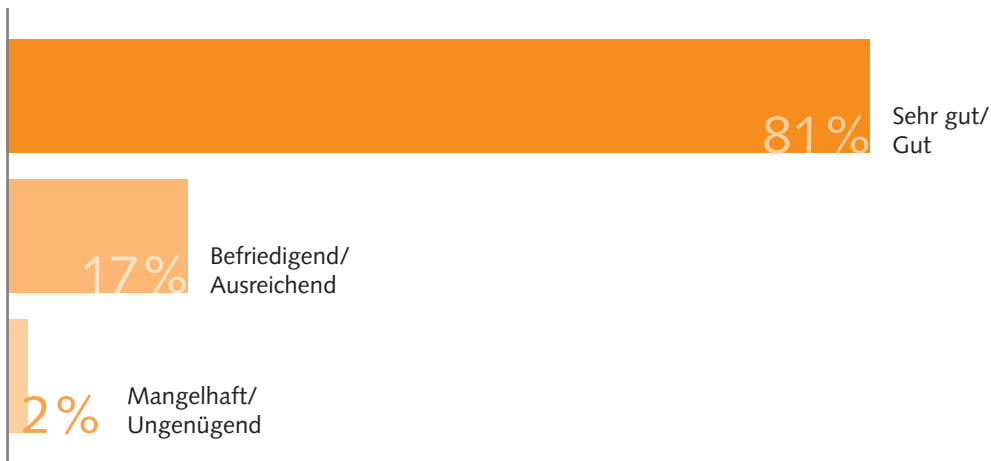 81 %
Sehr gut/
Gut
17 %
Befriedigend/
Ausreichend
2 %
Mangelhaft/
Ungenügend